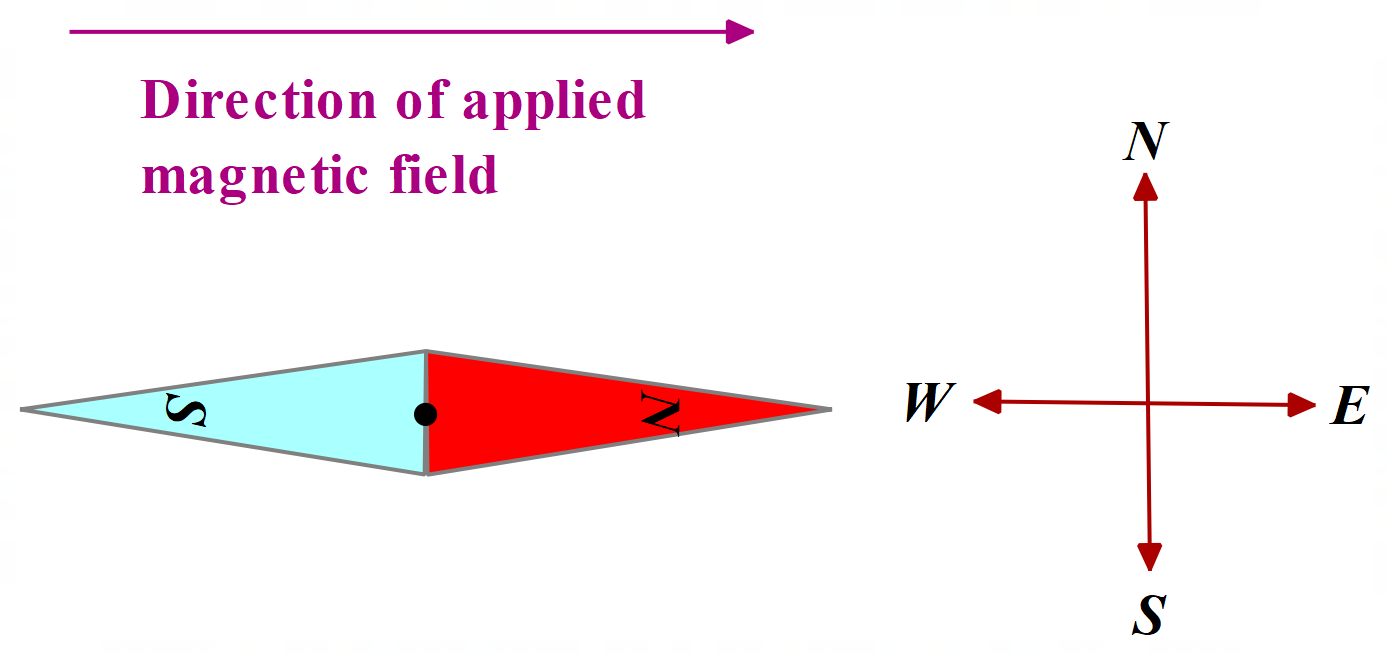 Direction of applied
magnetic field
N
S
N
W
E
S